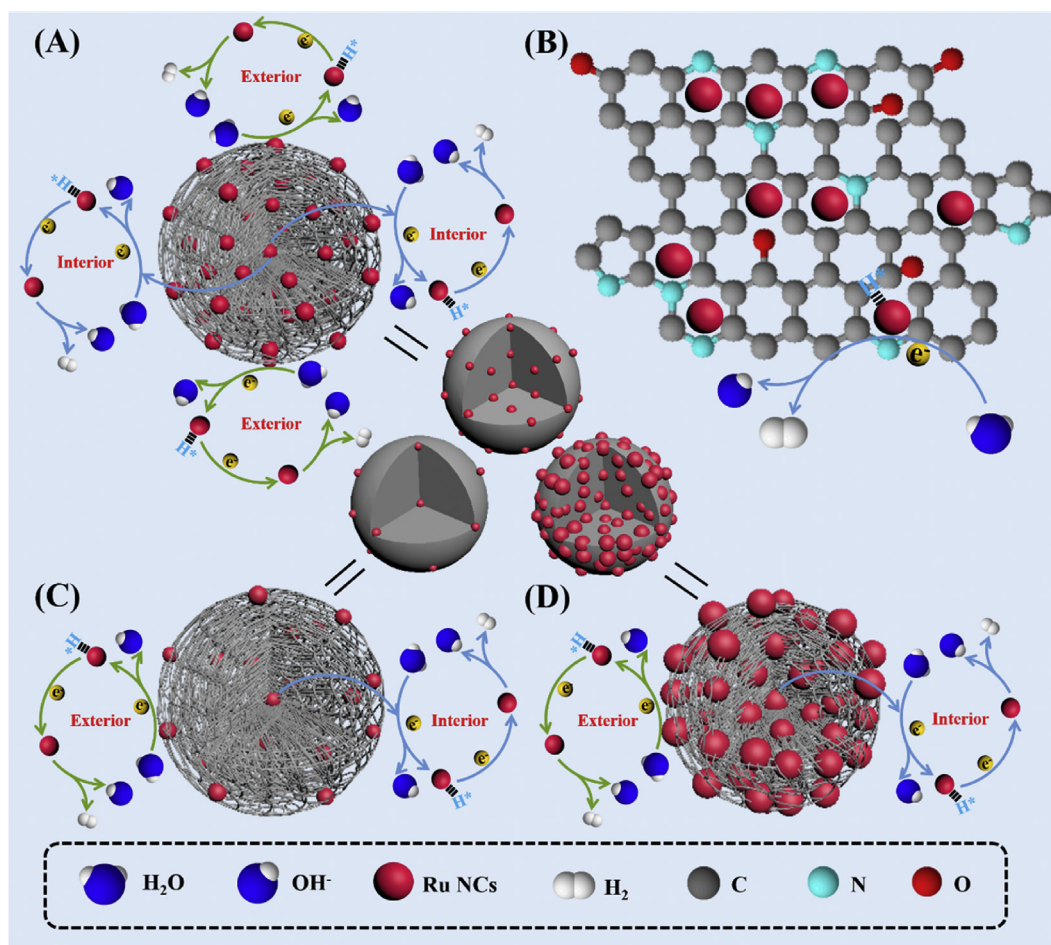 (A)
(B)
H*
e-
Exterior
e-
*H
e-
e-
Interior
e-
Interior
e-
H*
e-
Exterior
H*
e-
H*
e-
(C)
(D)
*H
e-
e-
Exterior
e-
Interior
e-
H*
*H
e-
e-
Exterior
e-
Interior
e-
H*
H₂O
OH⁻
Ru NCs
H₂
C
N
O